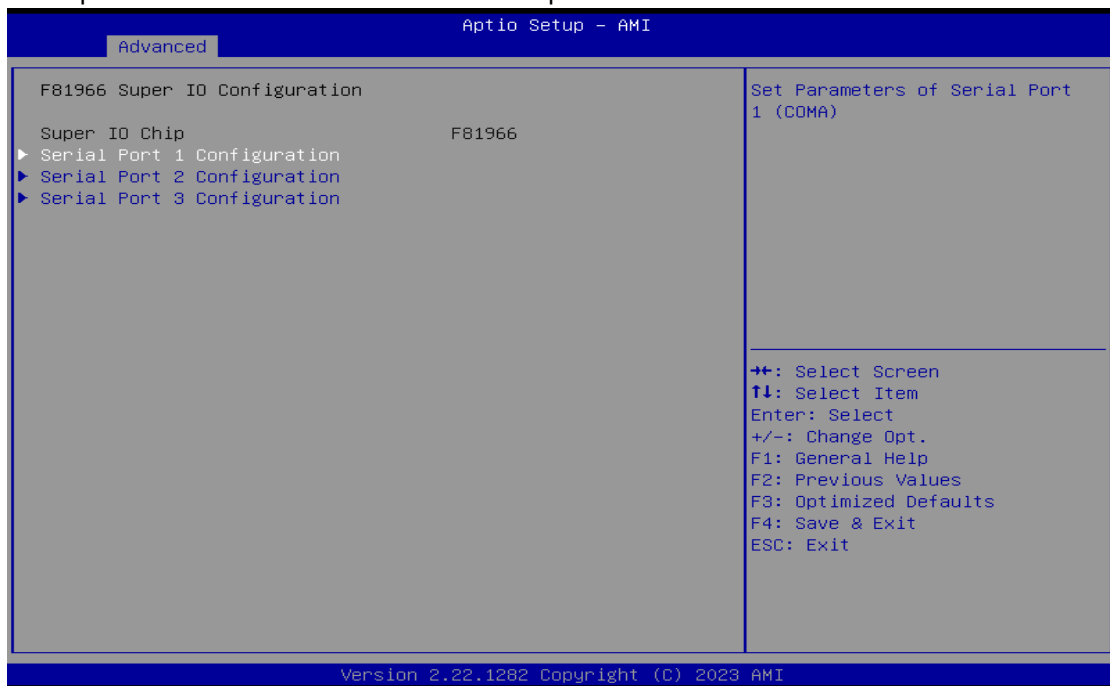 Aptio Setup – AMI
Advanced
F81966 Super IO Configuration
Super IO Chip F81966
Serial Port 1 Configuration
Serial Port 2 Configuration
Serial Port 3 Configuration
Set Parameters of Serial Port
1 (COMA)
→←: Select Screen
↑↓: Select Item
Enter: Select
+/-: Change Opt.
F1: General Help
F2: Previous Values
F3: Optimized Defaults
F4: Save & Exit
ESC: Exit
Version 2.22.1282 Copyright (C) 2023 AMI